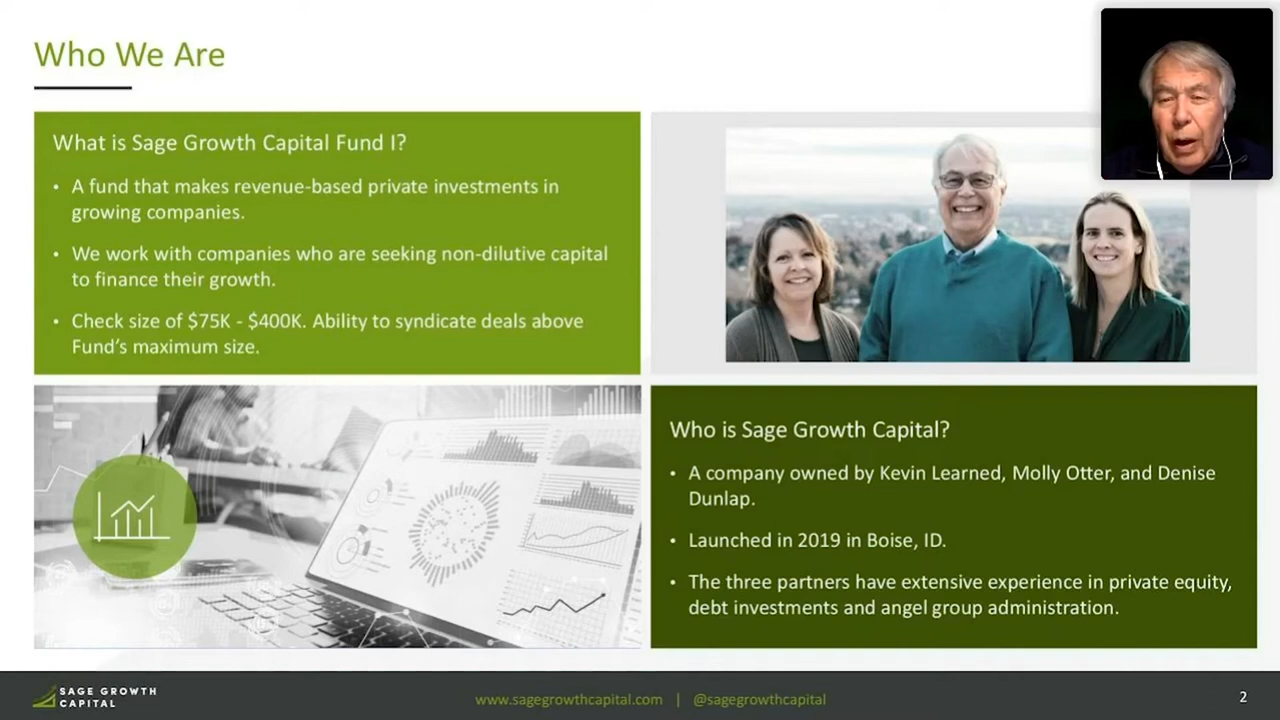 Who We Are
What is Sage Growth Capital Fund I?
• A fund that makes revenue-based private investments in
growing companies.
• We work with companies who are seeking non-dilutive capital
to finance their growth.
• Check size of $75K - $400K. Ability to syndicate deals above
Fund's maximum size.
Who is Sage Growth Capital?
• A company owned by Kevin Learned, Molly Otter, and Denise
Dunlap.
• Launched in 2019 in Boise, ID.
• The three partners have extensive experience in private equity,
debt investments and angel group administration.
SAGE GROWTH
CAPITAL
www.sagegrowthcapital.com | @sagegrowthcapital
2